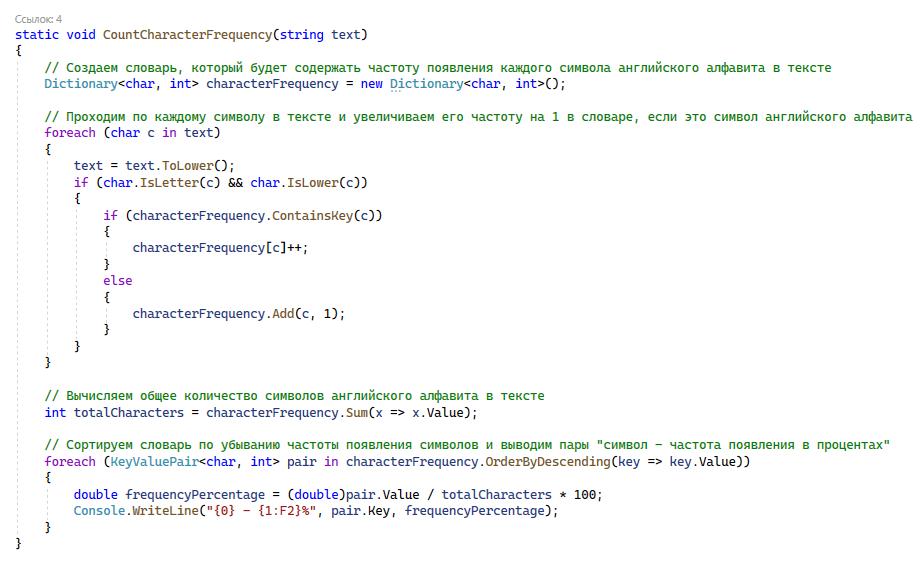 Ссылок: 4
static void CountCharacterFrequency(string text)
{
    // Создаем словарь, который будет содержать частоту появления каждого символа английского алфавита в тексте
    Dictionary<char, int> characterFrequency = new Dictionary<char, int>();

    // Проходим по каждому символу в тексте и увеличиваем его частоту на 1 в словаре, если это символ английского алфавита
    foreach (char c in text)
    {
        text = text.ToLower();
        if (char.IsLetter(c) && char.IsLower(c))
        {
            if (characterFrequency.ContainsKey(c))
            {
                characterFrequency[c]++;
            }
            else
            {
                characterFrequency.Add(c, 1);
            }
        }
    }

    // Вычисляем общее количество символов английского алфавита в тексте
    int totalCharacters = characterFrequency.Sum(x => x.Value);

    // Сортируем словарь по убыванию частоты появления символов и выводим пары "символ - частота появления в процентах"
    foreach (KeyValuePair<char, int> pair in characterFrequency.OrderByDescending(key => key.Value))
    {
        double frequencyPercentage = (double)pair.Value / totalCharacters * 100;
        Console.WriteLine("{0} - {1:F2}%", pair.Key, frequencyPercentage);
    }
}